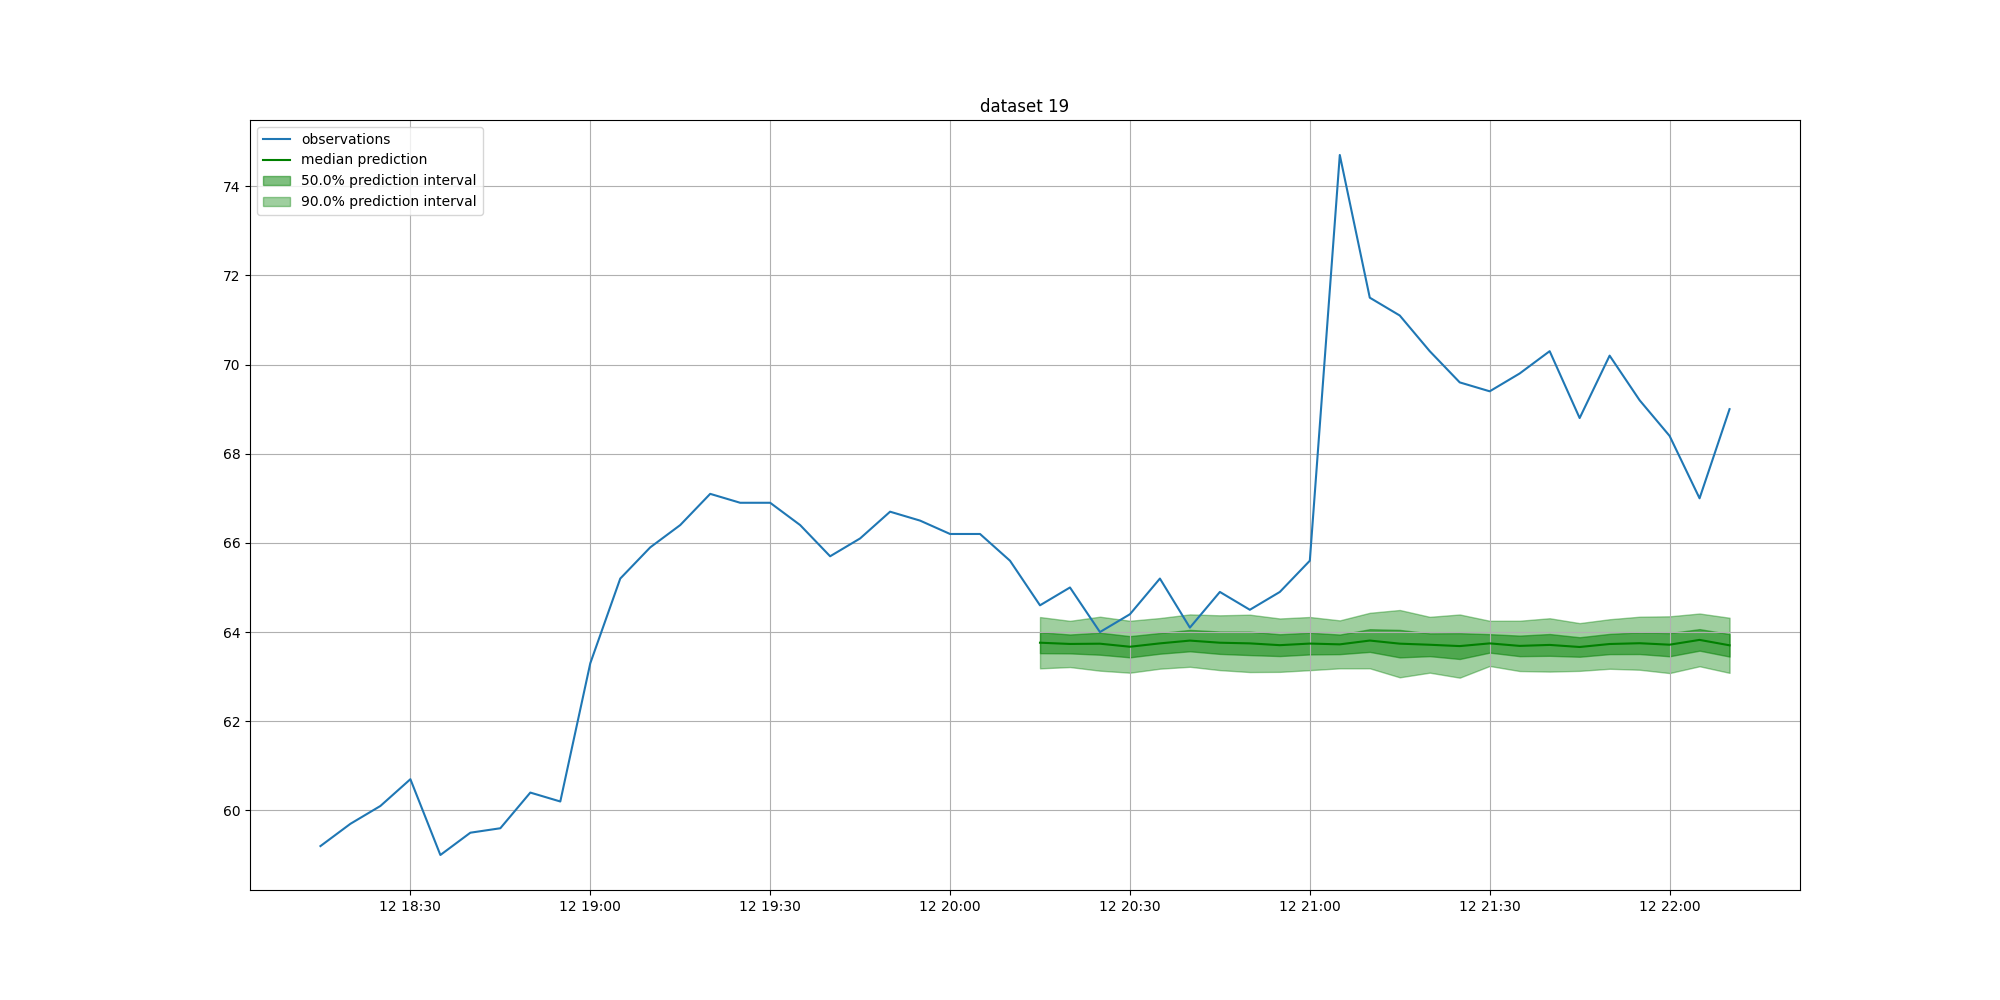 dataset 19
observations
median prediction
50.0% prediction interval
90.0% prediction interval
74
72
70
68
66
64
62
60
12 18:30 12 19:00 12 19:30 12 20:00 12 20:30 12 21:00 12 21:30 12 22:00